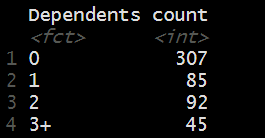 Dependents count
<fct> <int>
1 0 307
2 1 85
3 2 92
4 3+ 45